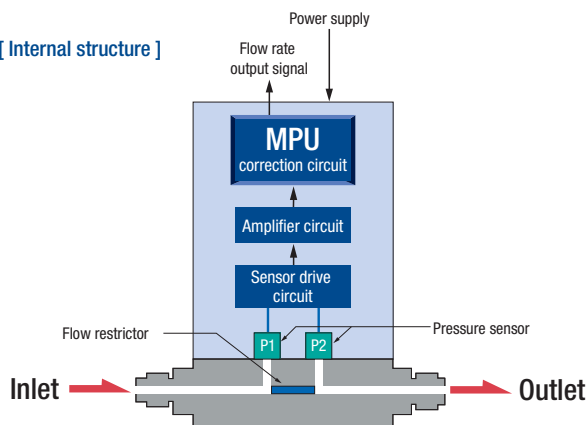 Power supply
[ Internal structure ]
Flow rate
output signal
MPU
correction circuit
Amplifier circuit
Sensor drive
circuit
Flow restrictor
P1
P2
Pressure sensor
Inlet
Outlet